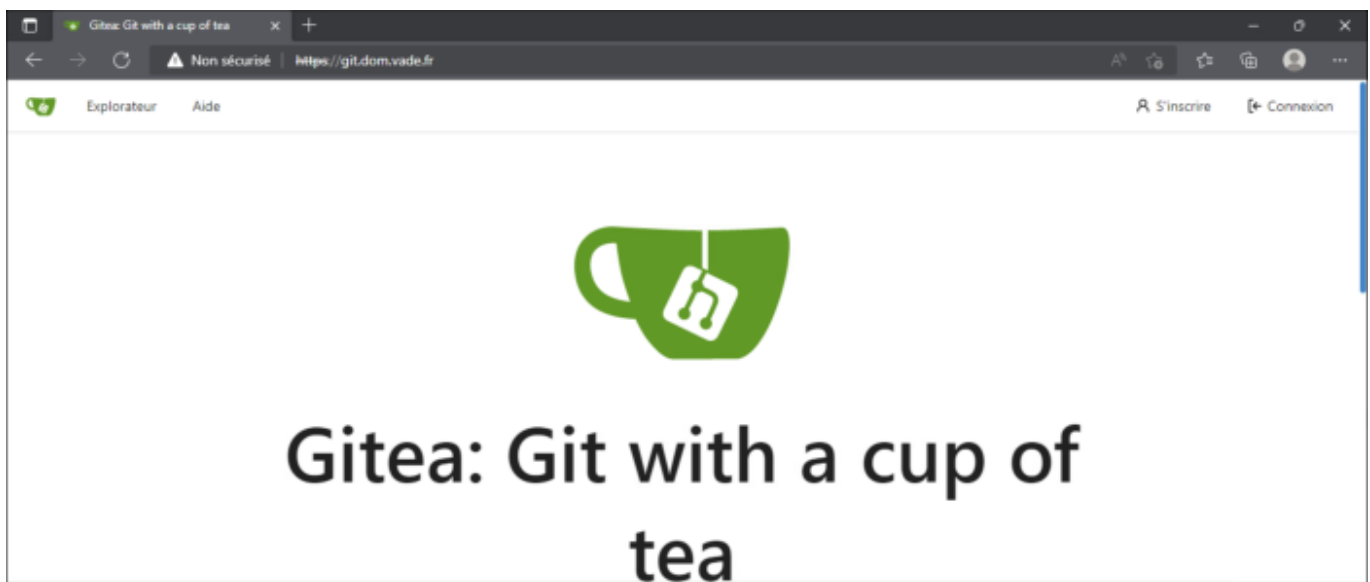 Gitea: Git with a cup of tea
Non sécurisé | https://git.dom.vade.fr
Explorateur Aide S'inscrire Connexion
Gitea: Git with a cup of
tea